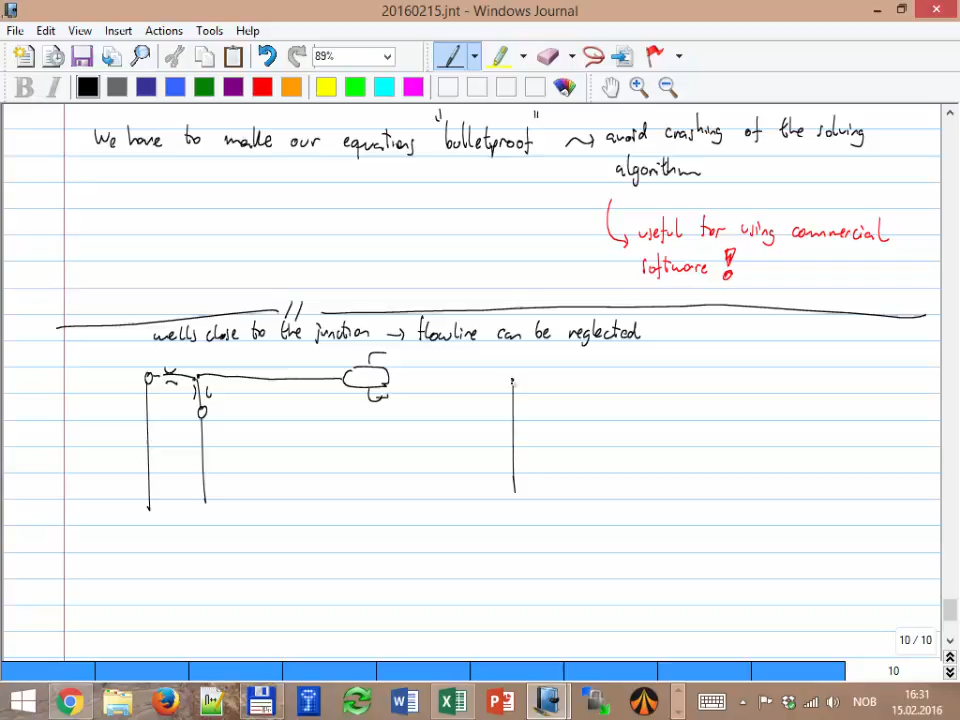 20160215.jnt - Windows Journal
File Edit View Insert Actions Tools Help
89%
B I
We have to make our equations "bulletproof" ~> avoid crashing of the solving
algorithm
useful for using commercial
software !
wells close to the junction → flowline can be neglected
10 / 10
10
NOB
16:31
15.02.2016